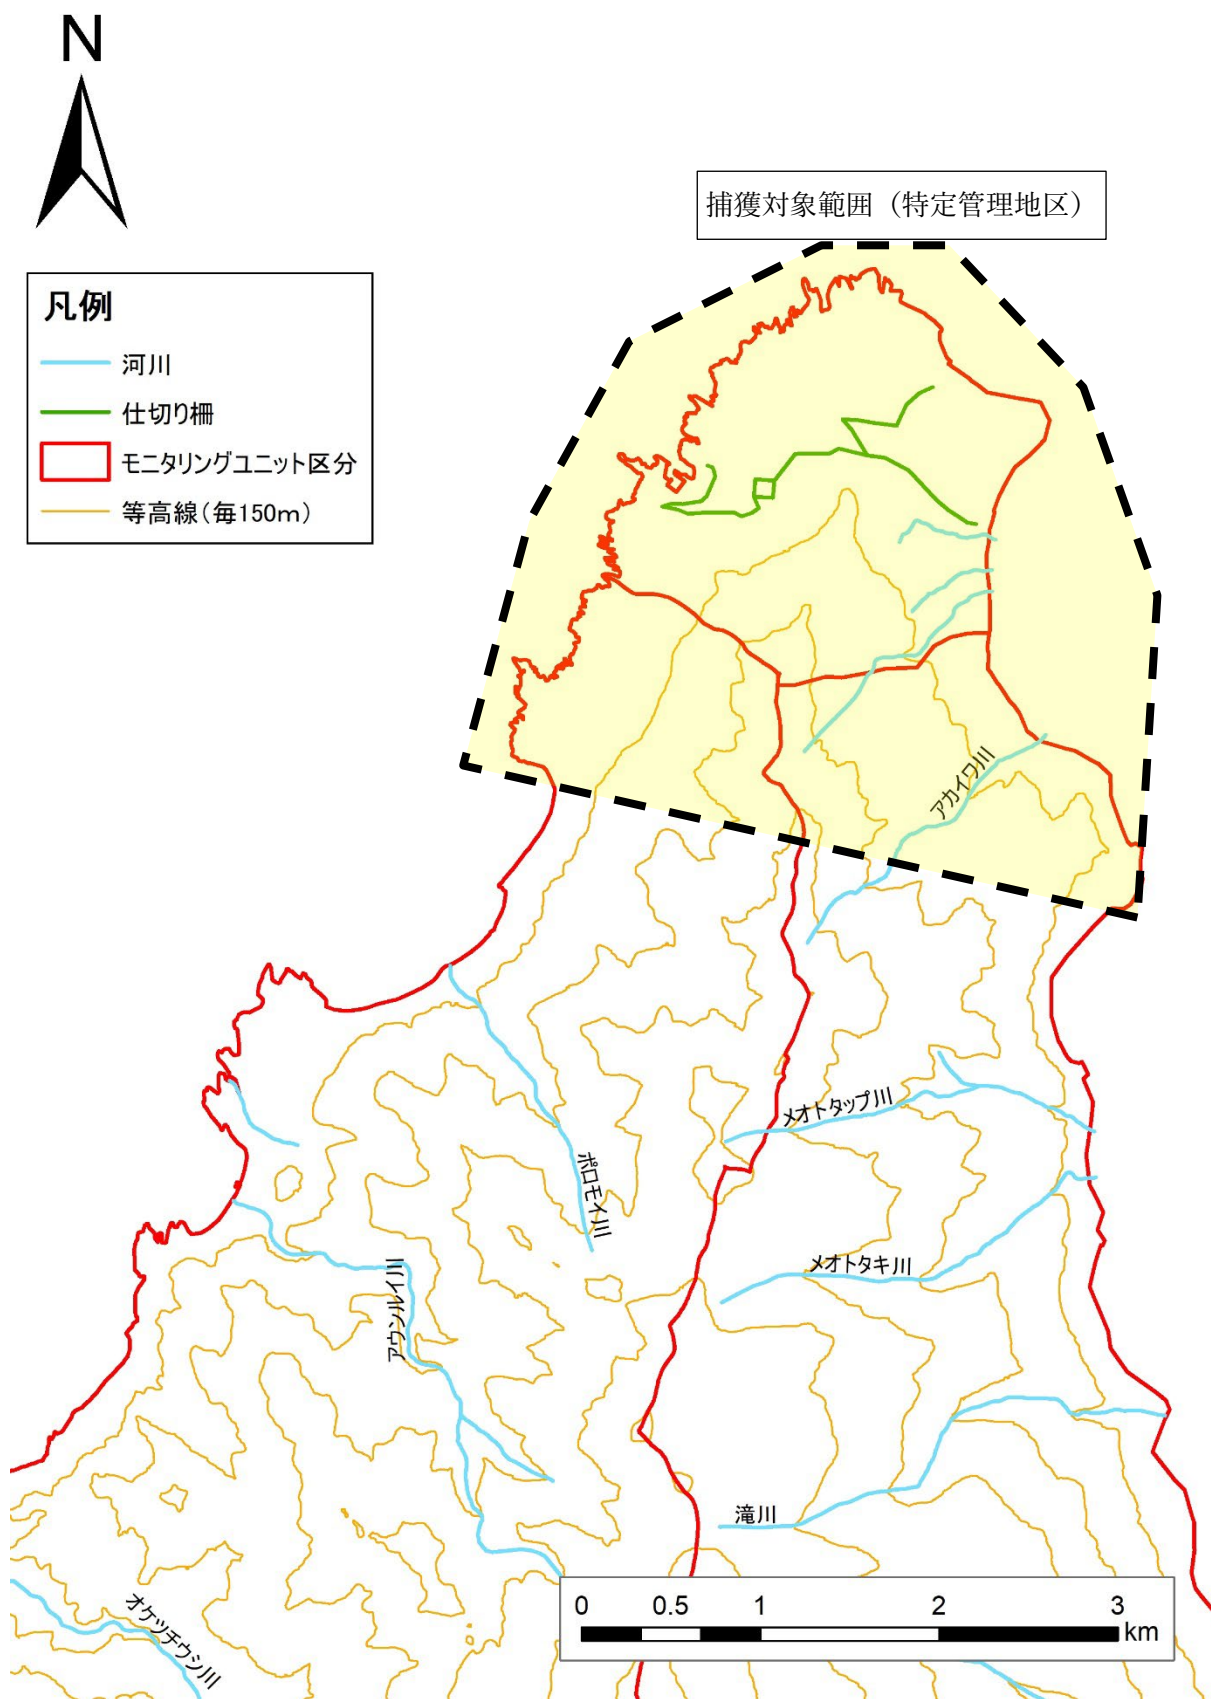 N
捕獲対象範囲（特定管理地区）
凡例
河川
仕切り柵
モニタリングユニット区分
等高線（毎150m）
アカイワ川
メオトタップ川
ポロモイ川
メオトタキ川
アウンルイ川
滝川
オケツチウシ川
0 0.5 1 2 3
km